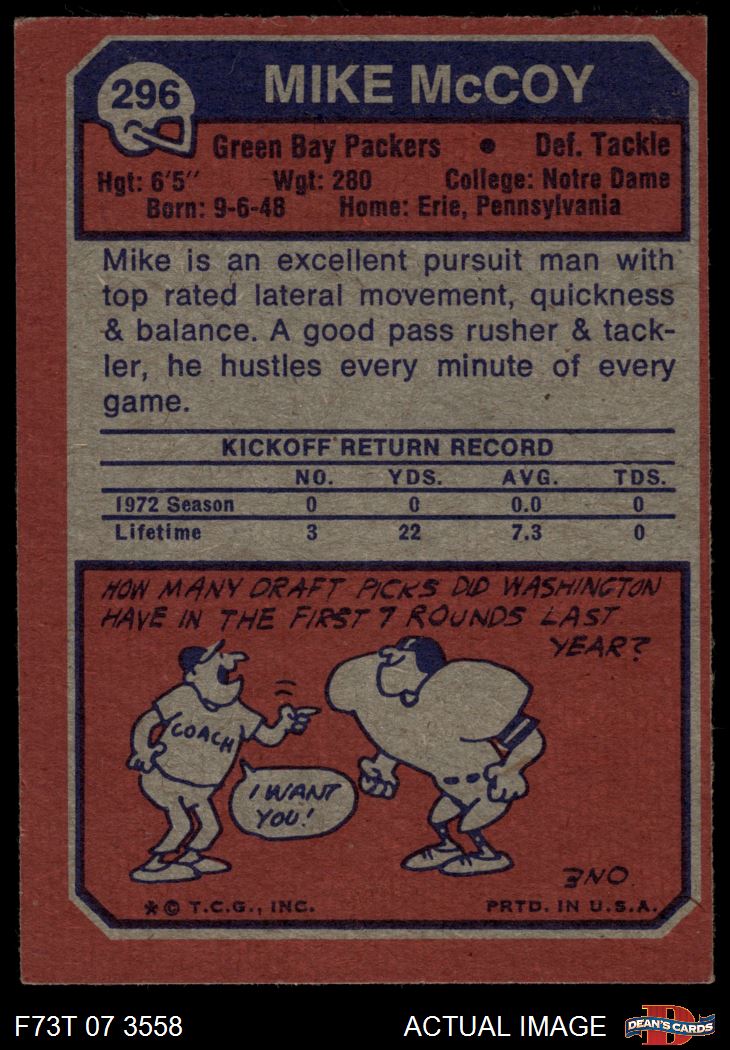 296
MIKE McCOY
Green Bay Packers • Def. Tackle
Hgt: 6'5" Wgt: 280 College: Notre Dame
Born: 9-6-48 Home: Erie, Pennsylvania
Mike is an excellent pursuit man with
top rated lateral movement, quickness
& balance. A good pass rusher & tack-
ler, he hustles every minute of every
game.
KICKOFF RETURN RECORD
NO. YDS. AVG. TDS.
1972 Season 0 0 0.0 0
Lifetime 3 22 7.3 0
HOW MANY DRAFT PICKS DID WASHINGTON
HAVE IN THE FIRST 7 ROUNDS LAST
YEAR?
COACH
I WANT
YOU!
* © T.C.G., INC. PRTD. IN U.S.A.
F73T 07 3558 ACTUAL IMAGE
D
DEAN'S CARDS